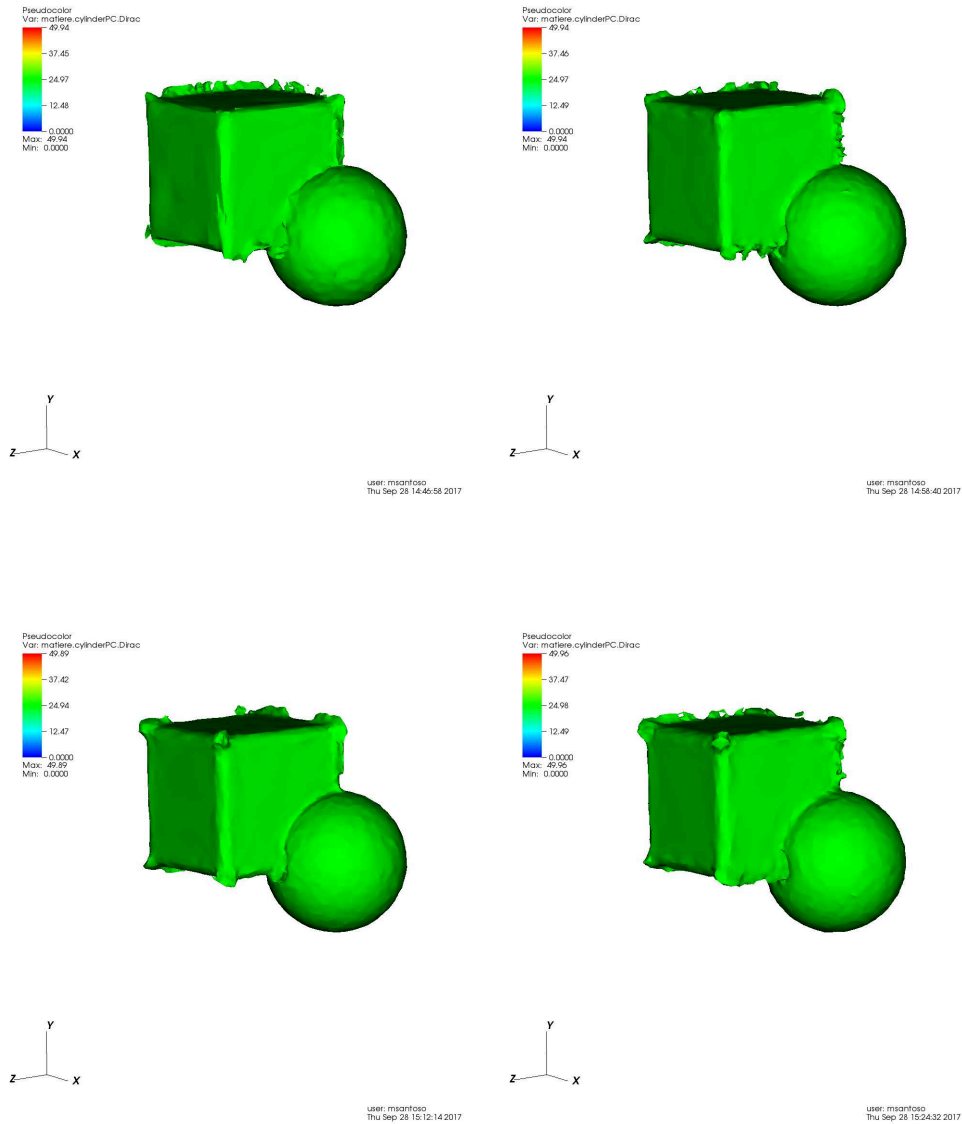 Pseudocolor
Var: matiere.cylinderPC.Dirac
49.94
37.45
24.97
12.48
0.0000
Max: 49.94
Min: 0.0000
Y
Z
X
user: msantoso
Thu Sep 28 14:46:58 2017
Pseudocolor
Var: matiere.cylinderPC.Dirac
49.94
37.46
24.97
12.49
0.0000
Max: 49.94
Min: 0.0000
Y
Z
X
user: msantoso
Thu Sep 28 14:58:40 2017
Pseudocolor
Var: matiere.cylinderPC.Dirac
49.89
37.42
24.94
12.47
0.0000
Max: 49.89
Min: 0.0000
Y
Z
X
user: msantoso
Thu Sep 28 15:12:14 2017
Pseudocolor
Var: matiere.cylinderPC.Dirac
49.96
37.47
24.98
12.49
0.0000
Max: 49.96
Min: 0.0000
Y
Z
X
user: msantoso
Thu Sep 28 15:24:32 2017